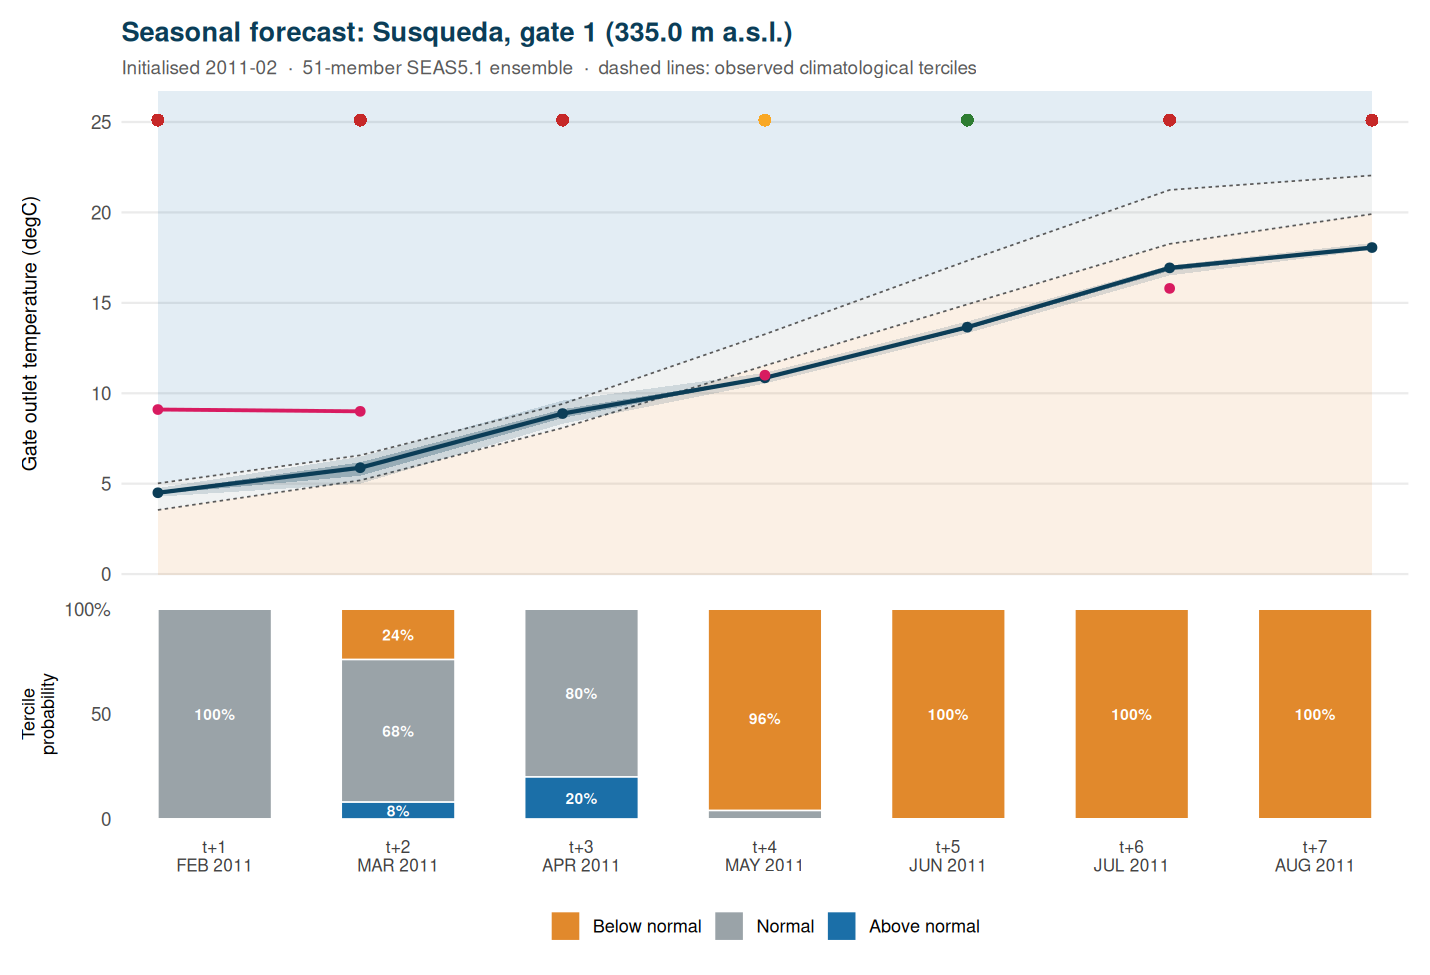 Seasonal forecast: Susqueda, gate 1 (335.0 m a.s.l.)
Initialised 2011-02 · 51-member SEAS5.1 ensemble · dashed lines: observed climatological terciles
Gate outlet temperature (degC)
25
20
15
10
5
0
Tercile
probability
100%
50
0
100%
24%
68%
8%
80%
20%
96%
100%
100%
100%
t+1
FEB 2011
t+2
MAR 2011
t+3
APR 2011
t+4
MAY 2011
t+5
JUN 2011
t+6
JUL 2011
t+7
AUG 2011
Below normal
Normal
Above normal